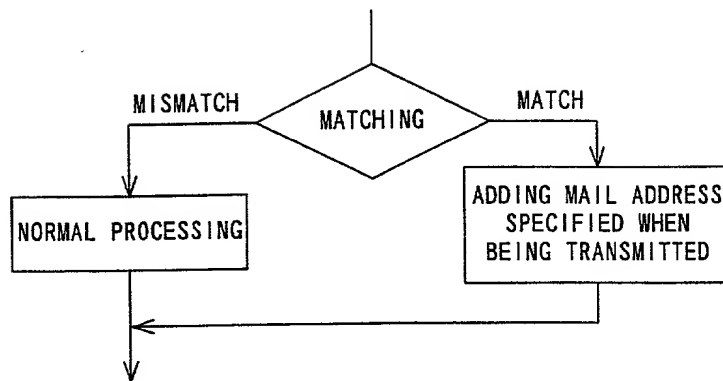 MISMATCH
MATCHING
MATCH
NORMAL PROCESSING
ADDING MAIL ADDRESS
SPECIFIED WHEN
BEING TRANSMITTED